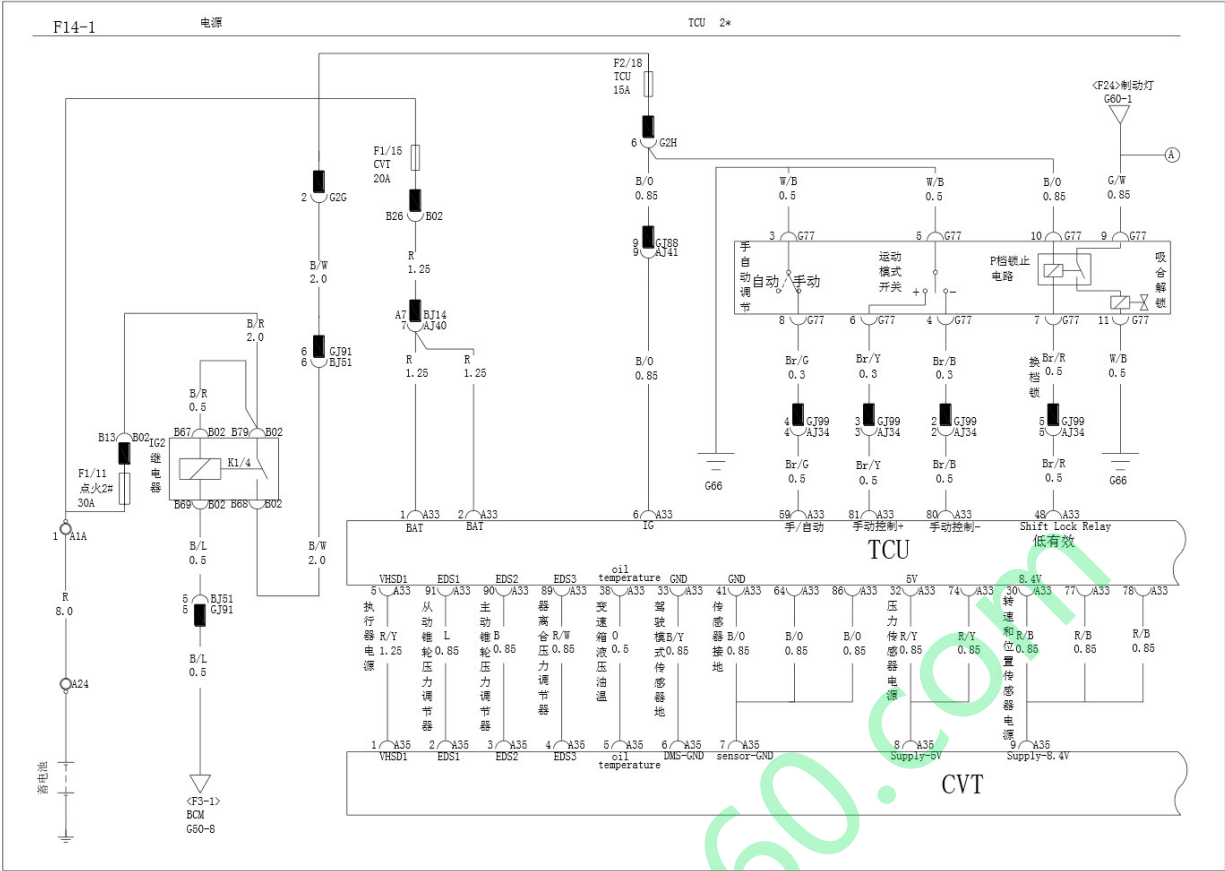 F14-1
电源
TCU 2*
F2/18
TCU
15A
<F24>制动灯
G60-1
A
6 G2H
F1/15
CVT
20A
2 G2G
B26 B02
B/O
0.85
W/B
0.5
W/B
0.5
B/O
0.85
G/W
0.85
3 G77
5 G77
10 G77
9 G77
9 GJ88
9 AJ41
R
1.25
B/W
2.0
手自动调节
自动 手动
运动模式开关
+ -
P档锁止电路
吸合解锁
A7 BJ14
7 AJ40
8 G77
6 G77
4 G77
7 G77
11 G77
B/R
2.0
6 GJ91
6 BJ51
R
1.25
R
1.25
B/O
0.85
Br/G
0.3
Br/Y
0.3
Br/B
0.3
换档锁
Br/R
0.5
W/B
0.5
B/R
0.5
4 GJ99
4 AJ34
3 GJ99
3 AJ34
2 GJ99
2 AJ34
5 GJ99
5 AJ34
B13 B02
B67 B02
B79 B02
IG2继电器
K1/4
F1/11
点火2#
30A
B69 B02
B68 B02
G66
G66
Br/G
0.5
Br/Y
0.5
Br/B
0.5
Br/R
0.5
1 A33
BAT
2 A33
BAT
6 A33
IG
69 A33
手/自动
81 A33
手动控制+
80 A33
手动控制-
48 A33
Shift Lock Relay
低有效
1 A1A
B/L
0.5
B/W
2.0
TCU
VHSD1
EDS1
EDS2
EDS3
oil
temperature
GND
GND
5V
8.4V
5 A33
91 A33
90 A33
89 A33
38 A33
33 A33
41 A33
64 A33
86 A33
32 A33
74 A33
30 A33
77 A33
78 A33
R
8.0
5 BJ51
5 GJ91
执行器电源
R/Y
1.25
从动锥轮压力调节器
L
0.85
主动锥轮压力调节器
B
0.85
器离合压力调节器
R/W
0.85
变速箱液压油温
O
0.5
驾驶模式传感器地
B/Y
0.85
传感器接地
B/O
0.85
B/O
0.85
B/O
0.85
压力传感器电源
R/Y
0.85
R/Y
0.85
转速和位置传感器电源
R/B
0.85
R/B
0.85
R/B
0.85
B/L
0.5
A24
1 A35
VHSD1
2 A35
EDS1
3 A35
EDS2
4 A35
EDS3
5 A35
oil
temperature
6 A35
DMS-GND
7 A35
sensor-GND
8 A35
Supply-5V
9 A35
Supply-8.4V
CVT
蓄电池
<F3-1>
BCM
G50-8
60.com